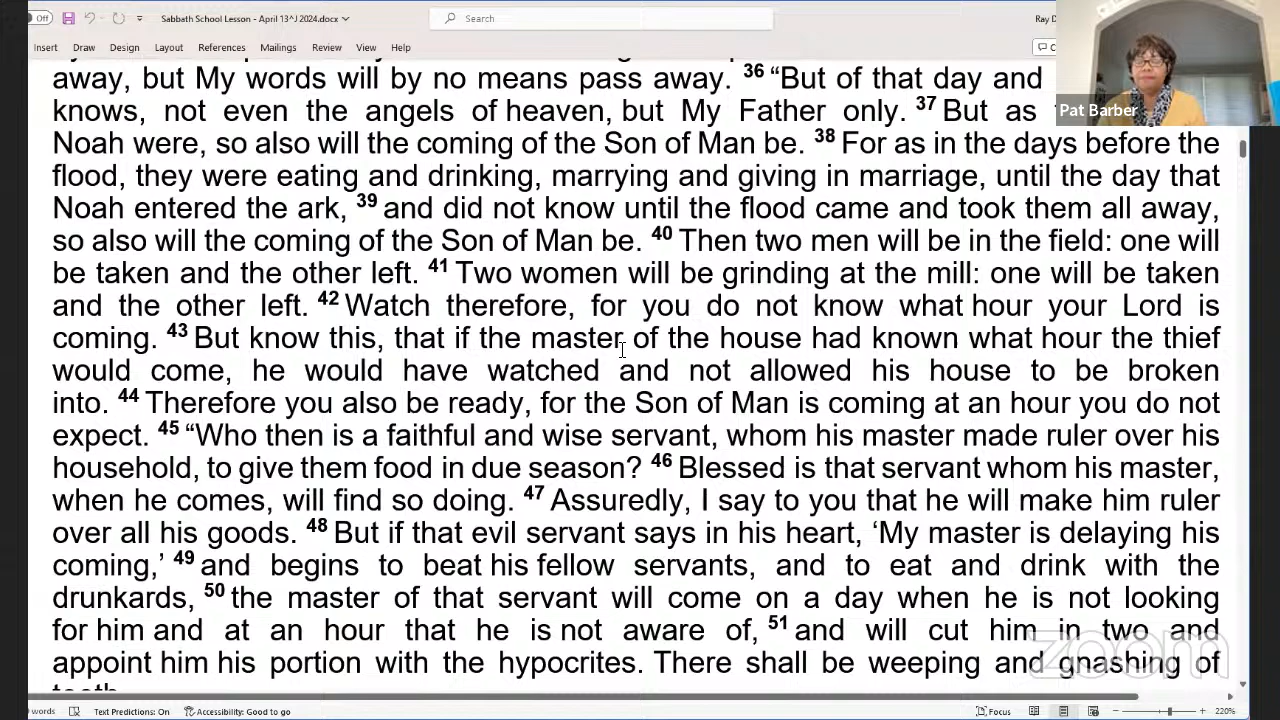 Off
Sabbath School Lesson - April 13^J 2024.docx
Search
Ray D
Insert Draw Design Layout References Mailings Review View Help
away, but My words will by no means pass away. 36 “But of that day and
knows, not even the angels of heaven, but My Father only. 37 But as
Pat Barber
Noah were, so also will the coming of the Son of Man be. 38 For as in the days before the
flood, they were eating and drinking, marrying and giving in marriage, until the day that
Noah entered the ark, 39 and did not know until the flood came and took them all away,
so also will the coming of the Son of Man be. 40 Then two men will be in the field: one will
be taken and the other left. 41 Two women will be grinding at the mill: one will be taken
and the other left. 42 Watch therefore, for you do not know what hour your Lord is
coming. 43 But know this, that if the master of the house had known what hour the thief
would come, he would have watched and not allowed his house to be broken
into. 44 Therefore you also be ready, for the Son of Man is coming at an hour you do not
expect. 45 “Who then is a faithful and wise servant, whom his master made ruler over his
household, to give them food in due season? 46 Blessed is that servant whom his master,
when he comes, will find so doing. 47 Assuredly, I say to you that he will make him ruler
over all his goods. 48 But if that evil servant says in his heart, ‘My master is delaying his
coming,’ 49 and begins to beat his fellow servants, and to eat and drink with the
drunkards, 50 the master of that servant will come on a day when he is not looking
for him and at an hour that he is not aware of, 51 and will cut him in two and
appoint him his portion with the hypocrites. There shall be weeping and gnashing of
zoom
words Text Predictions: On Accessibility: Good to go Focus 220%